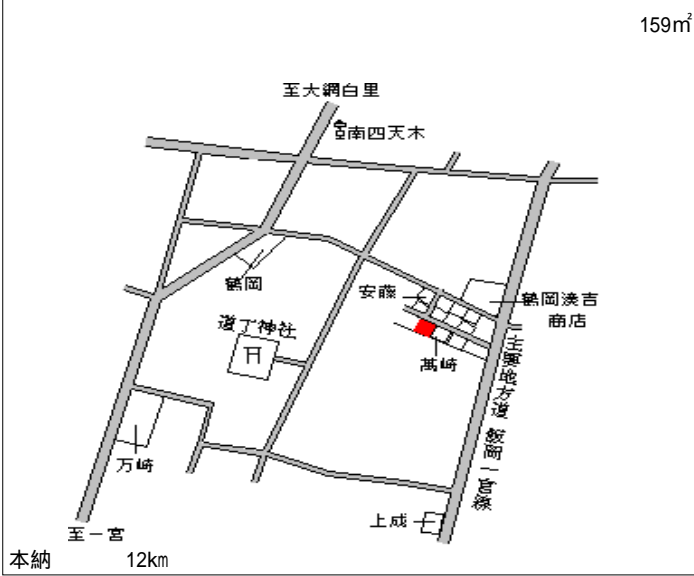 159㎡
至大網白里
南四天木
鶴岡
安藤
鶴岡湊吉
商店
道了神社
萬崎
主要地方道 飯岡一宮線
万崎
上成
至一宮
本納 12㎞